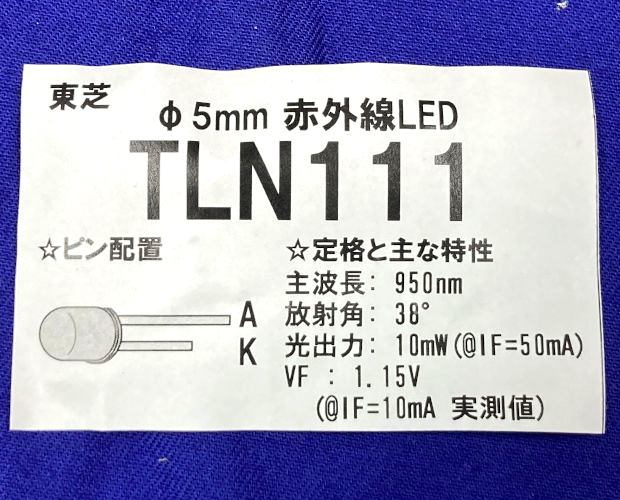 東芝
φ5mm 赤外線LED
TLN111
☆ピン配置
A
K
☆定格と主な特性
主波長: 950nm
放射角: 38°
光出力: 10mW(@IF=50mA)
VF : 1.15V
(@IF=10mA 実測値)